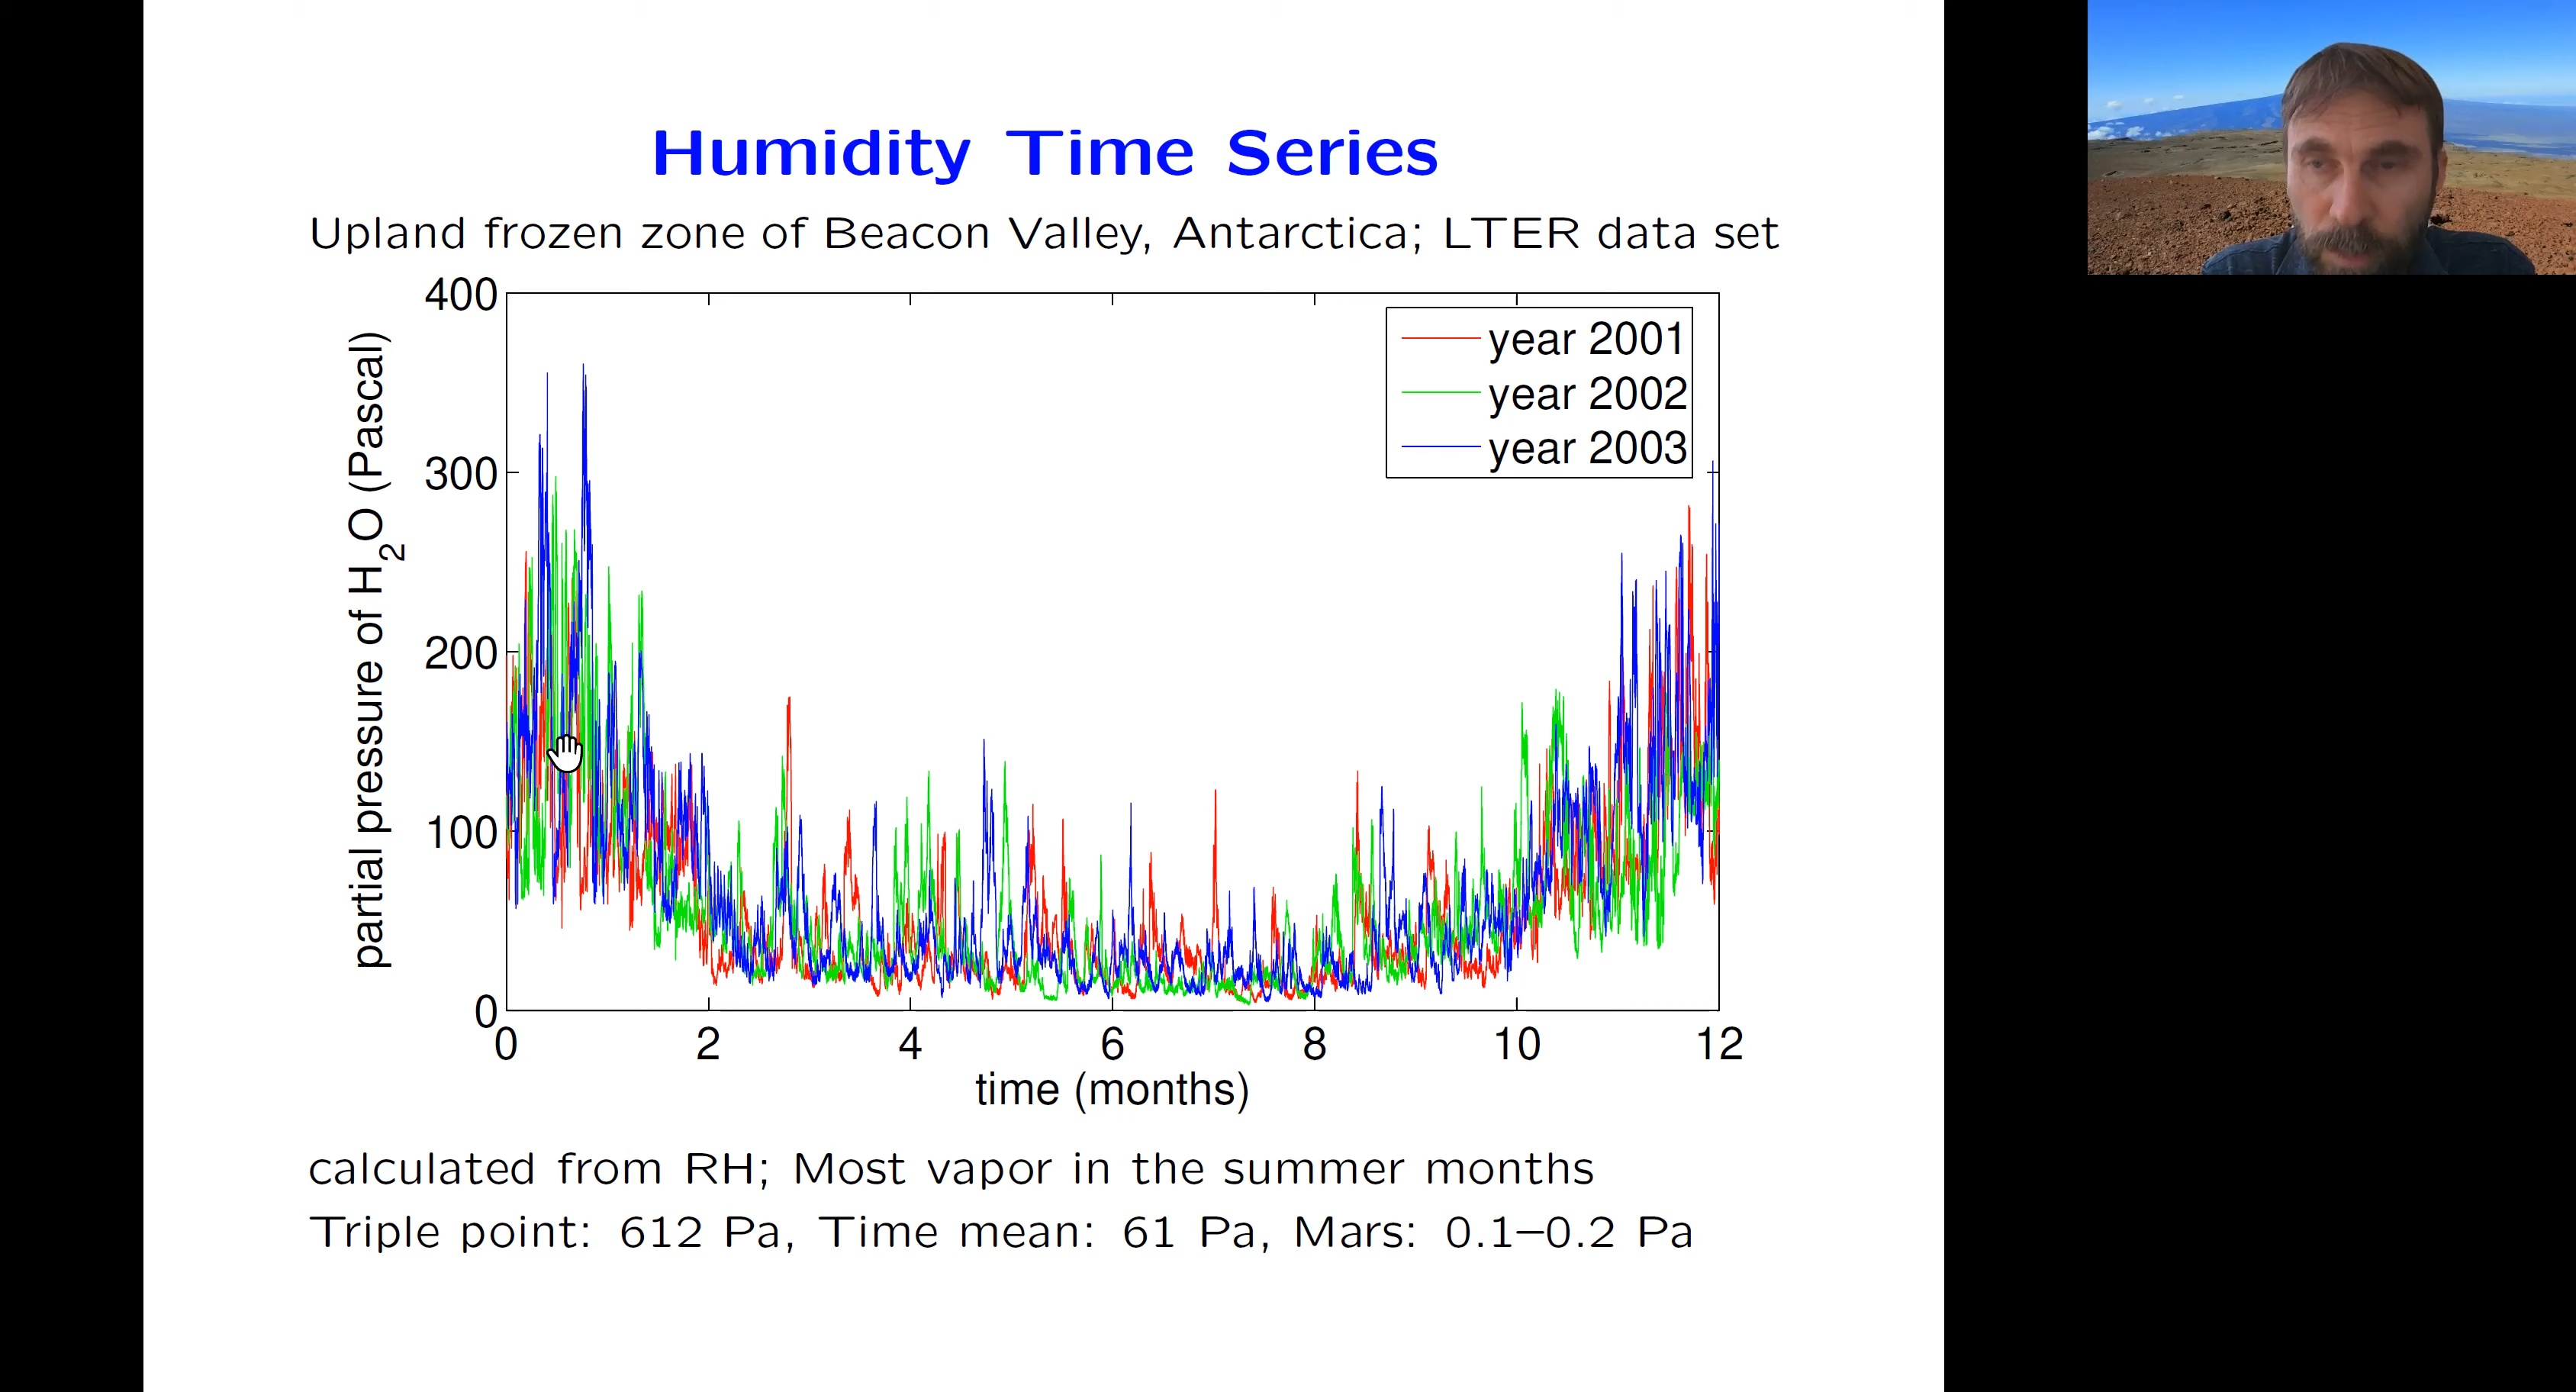 Humidity Time Series
Upland frozen zone of Beacon Valley, Antarctica; LTER data set
400
300
200
100
0
partial pressure of H2O (Pascal)
year 2001
year 2002
year 2003
0 2 4 6 8 10 12
time (months)
calculated from RH; Most vapor in the summer months
Triple point: 612 Pa, Time mean: 61 Pa, Mars: 0.1–0.2 Pa